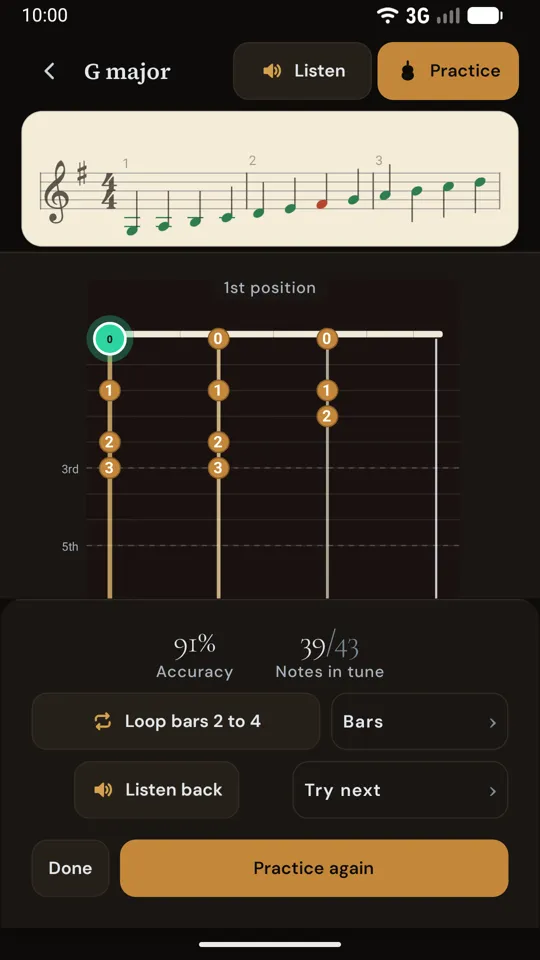 10:00
3G
G major
Listen
Practice
1
2
3
4
4
1st position
0
0
0
1
1
1
2
2
2
3
3
3rd
5th
91%
39/43
Accuracy
Notes in tune
Loop bars 2 to 4
Bars
Listen back
Try next
Done
Practice again